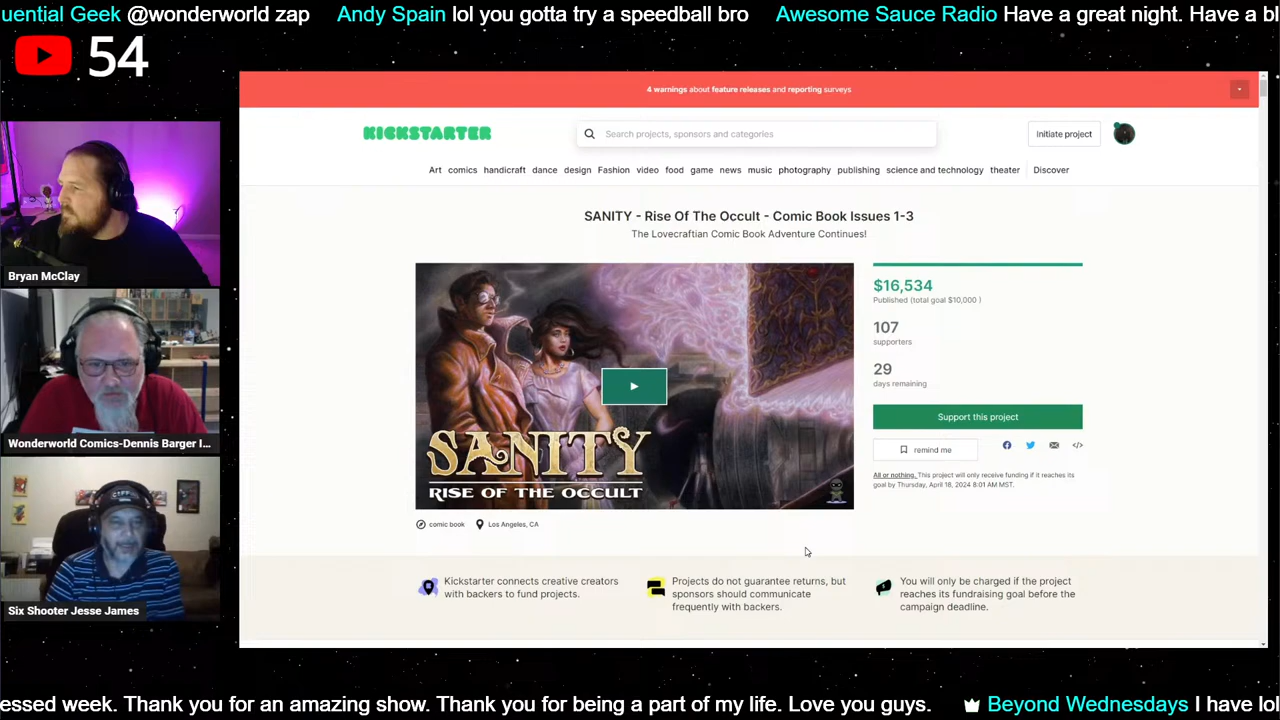 uential Geek @wonderworld zap Andy Spain lol you gotta try a speedball bro Awesome Sauce Radio Have a great night. Have a bl
54
Bryan McClay
Wonderworld Comics-Dennis Barger I...
Six Shooter Jesse James
4 warnings about feature releases and reporting surveys
KICKSTARTER
Search projects, sponsors and categories
Initiate project
Art comics handicraft dance design Fashion video food game news music photography publishing science and technology theater Discover
SANITY - Rise Of The Occult - Comic Book Issues 1-3
The Lovecraftian Comic Book Adventure Continues!
SANITY
RISE OF THE OCCULT
comic book Los Angeles, CA
$16,534
Published (total goal $10,000 )
107
supporters
29
days remaining
Support this project
remind me
All or nothing. This project will only receive funding if it reaches its
goal by Thursday, April 18, 2024 8:01 AM MST.
Kickstarter connects creative creators
with backers to fund projects.
Projects do not guarantee returns, but
sponsors should communicate
frequently with backers.
You will only be charged if the project
reaches its fundraising goal before the
campaign deadline.
essed week. Thank you for an amazing show. Thank you for being a part of my life. Love you guys. Beyond Wednesdays I have lol